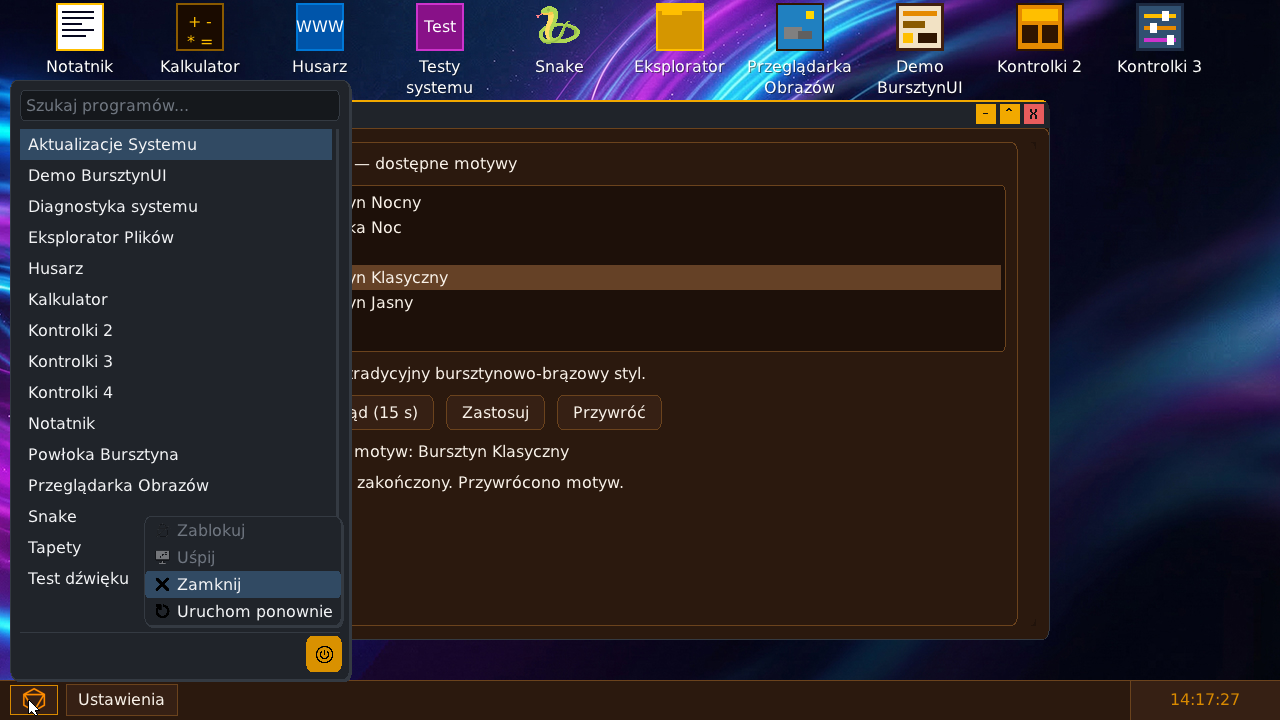 + -
* =
WWW
Test
Notatnik
Kalkulator
Husarz
Testy
systemu
Snake
Eksplorator
Przeglądarka
Obrazów
Demo
BursztynUI
Kontrolki 2
Kontrolki 3
Szukaj programów...
Aktualizacje Systemu
Demo BursztynUI
Diagnostyka systemu
Eksplorator Plików
Husarz
Kalkulator
Kontrolki 2
Kontrolki 3
Kontrolki 4
Notatnik
Powłoka Bursztyna
Przeglądarka Obrazów
Snake
Tapety
Test dźwięku
Zablokuj
Uśpij
Zamknij
Uruchom ponownie
- ^ X
— dostępne motywy
yn Nocny
ka Noc
yn Klasyczny
yn Jasny
tradycyjny bursztynowo-brązowy styl.
ąd (15 s)
Zastosuj
Przywróć
motyw: Bursztyn Klasyczny
zakończony. Przywrócono motyw.
Ustawienia
14:17:27